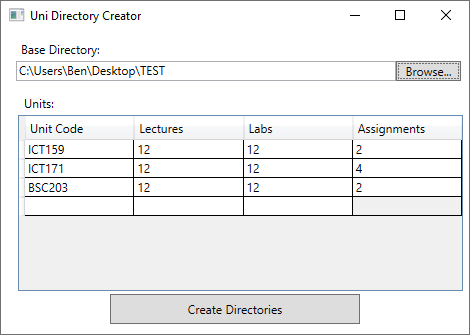 Uni Directory Creator
Base Directory:
C:\Users\Ben\Desktop\TEST Browse...
Units:
Unit Code Lectures Labs Assignments
ICT159 12 12 2
ICT171 12 12 4
BSC203 12 12 2
Create Directories